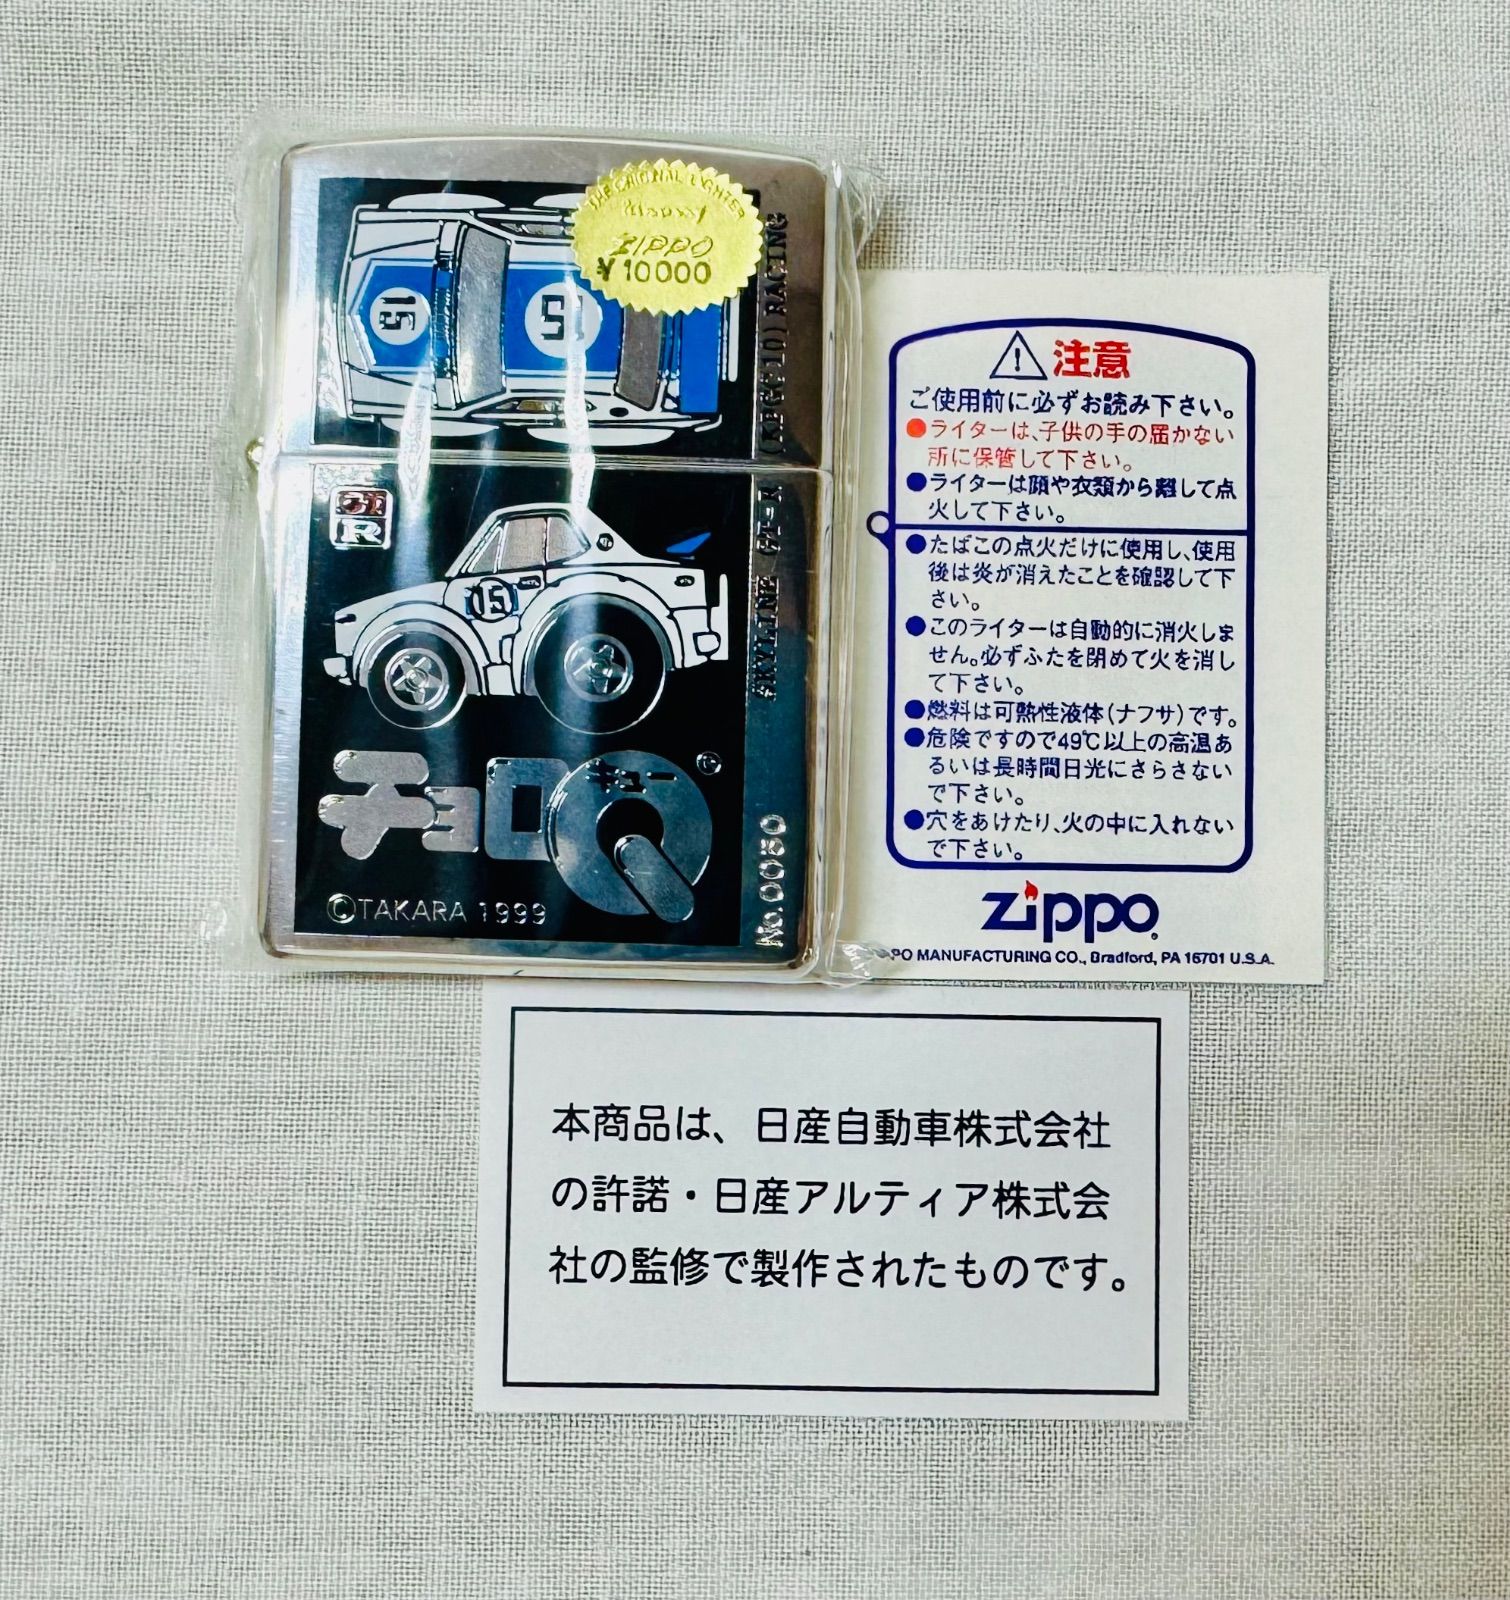 THE ORIGINAL LIGHTER
ZIPPO
¥10000
15
15
(KPGC10) RACING
SKYLINE GT-R
GT
R
15
チョロQ
キュー
©TAKARA 1999
No.0050
注意
ご使用前に必ずお読み下さい。
●ライターは、子供の手の届かない
所に保管して下さい。
●ライターは顔や衣類から離して点
火して下さい。
●たばこの点火だけに使用し、使用
後は炎が消えたことを確認して下
さい。
●このライターは自動的に消火しま
せん。必ずふたを閉めて火を消し
て下さい。
●燃料は可熱性液体(ナフサ)です。
●危険ですので49℃以上の高温あ
るいは長時間日光にさらさない
で下さい。
●穴をあけたり、火の中に入れない
で下さい。
zippo
PO MANUFACTURING CO., Bradford, PA 16701 U.S.A.
本商品は、日産自動車株式会社
の許諾・日産アルティア株式会
社の監修で製作されたものです。